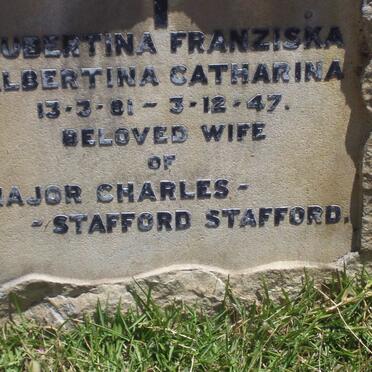 UBERTINA FRANZISKA
LBERTINA CATHARINA
13-3-81 - 3-12-47.
BELOVED WIFE
OF
AJOR CHARLES -
- STAFFORD STAFFORD.